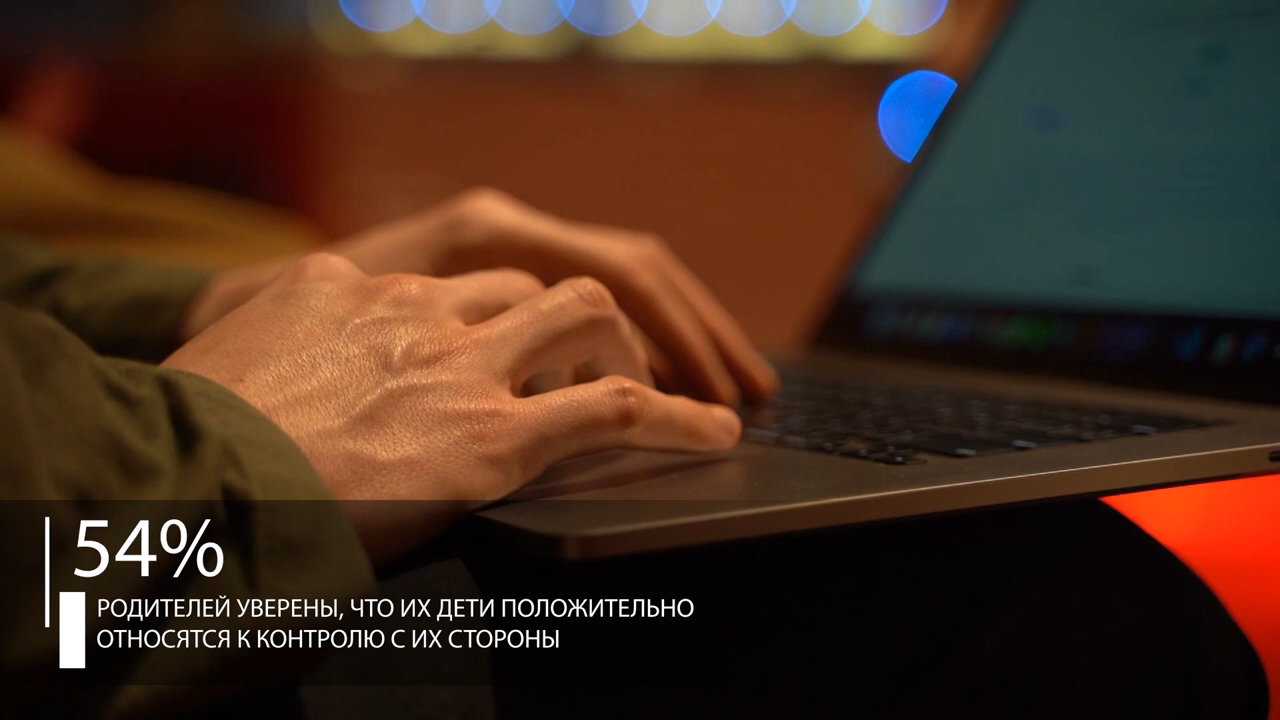 54%
РОДИТЕЛЕЙ УВЕРЕНЫ, ЧТО ИХ ДЕТИ ПОЛОЖИТЕЛЬНО
ОТНОСЯТСЯ К КОНТРОЛЮ С ИХ СТОРОНЫ